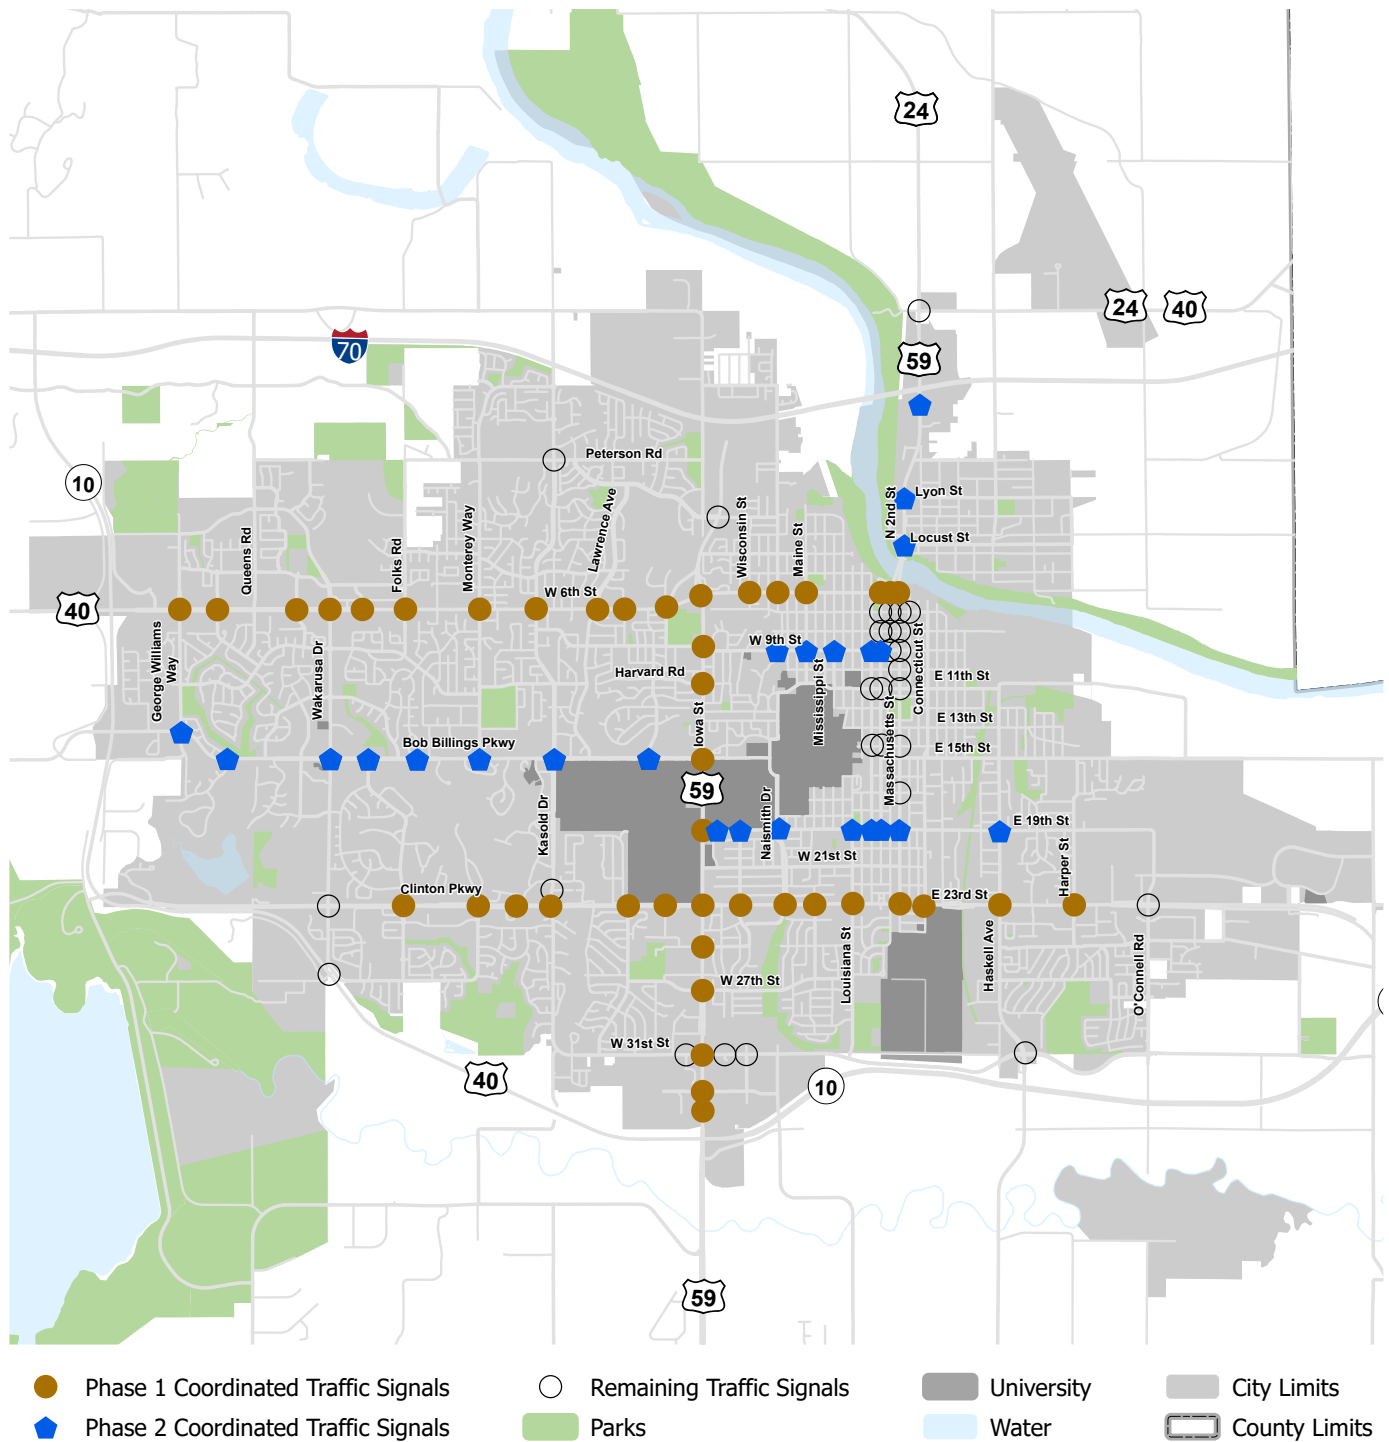 24
24
40
59
70
Peterson Rd
10
Lyon St
N 2nd St
Locust St
Lawrence Ave
Wisconsin St
Maine St
Queens Rd
Folks Rd
Monterey Way
W 6th St
40
George Williams
Way
Wakarusa Dr
W 9th St
Harvard Rd
Connecticut St
E 11th St
Mississippi St
Iowa St
E 13th St
Bob Billings Pkwy
E 15th St
Massachusetts St
59
Naismith Dr
Kasold Dr
E 19th St
W 21st St
Harper St
Clinton Pkwy
E 23rd St
Louisiana St
Haskell Ave
O'Connell Rd
W 27th St
W 31st St
40
10
59
Phase 1 Coordinated Traffic Signals
Remaining Traffic Signals
University
City Limits
Phase 2 Coordinated Traffic Signals
Parks
Water
County Limits